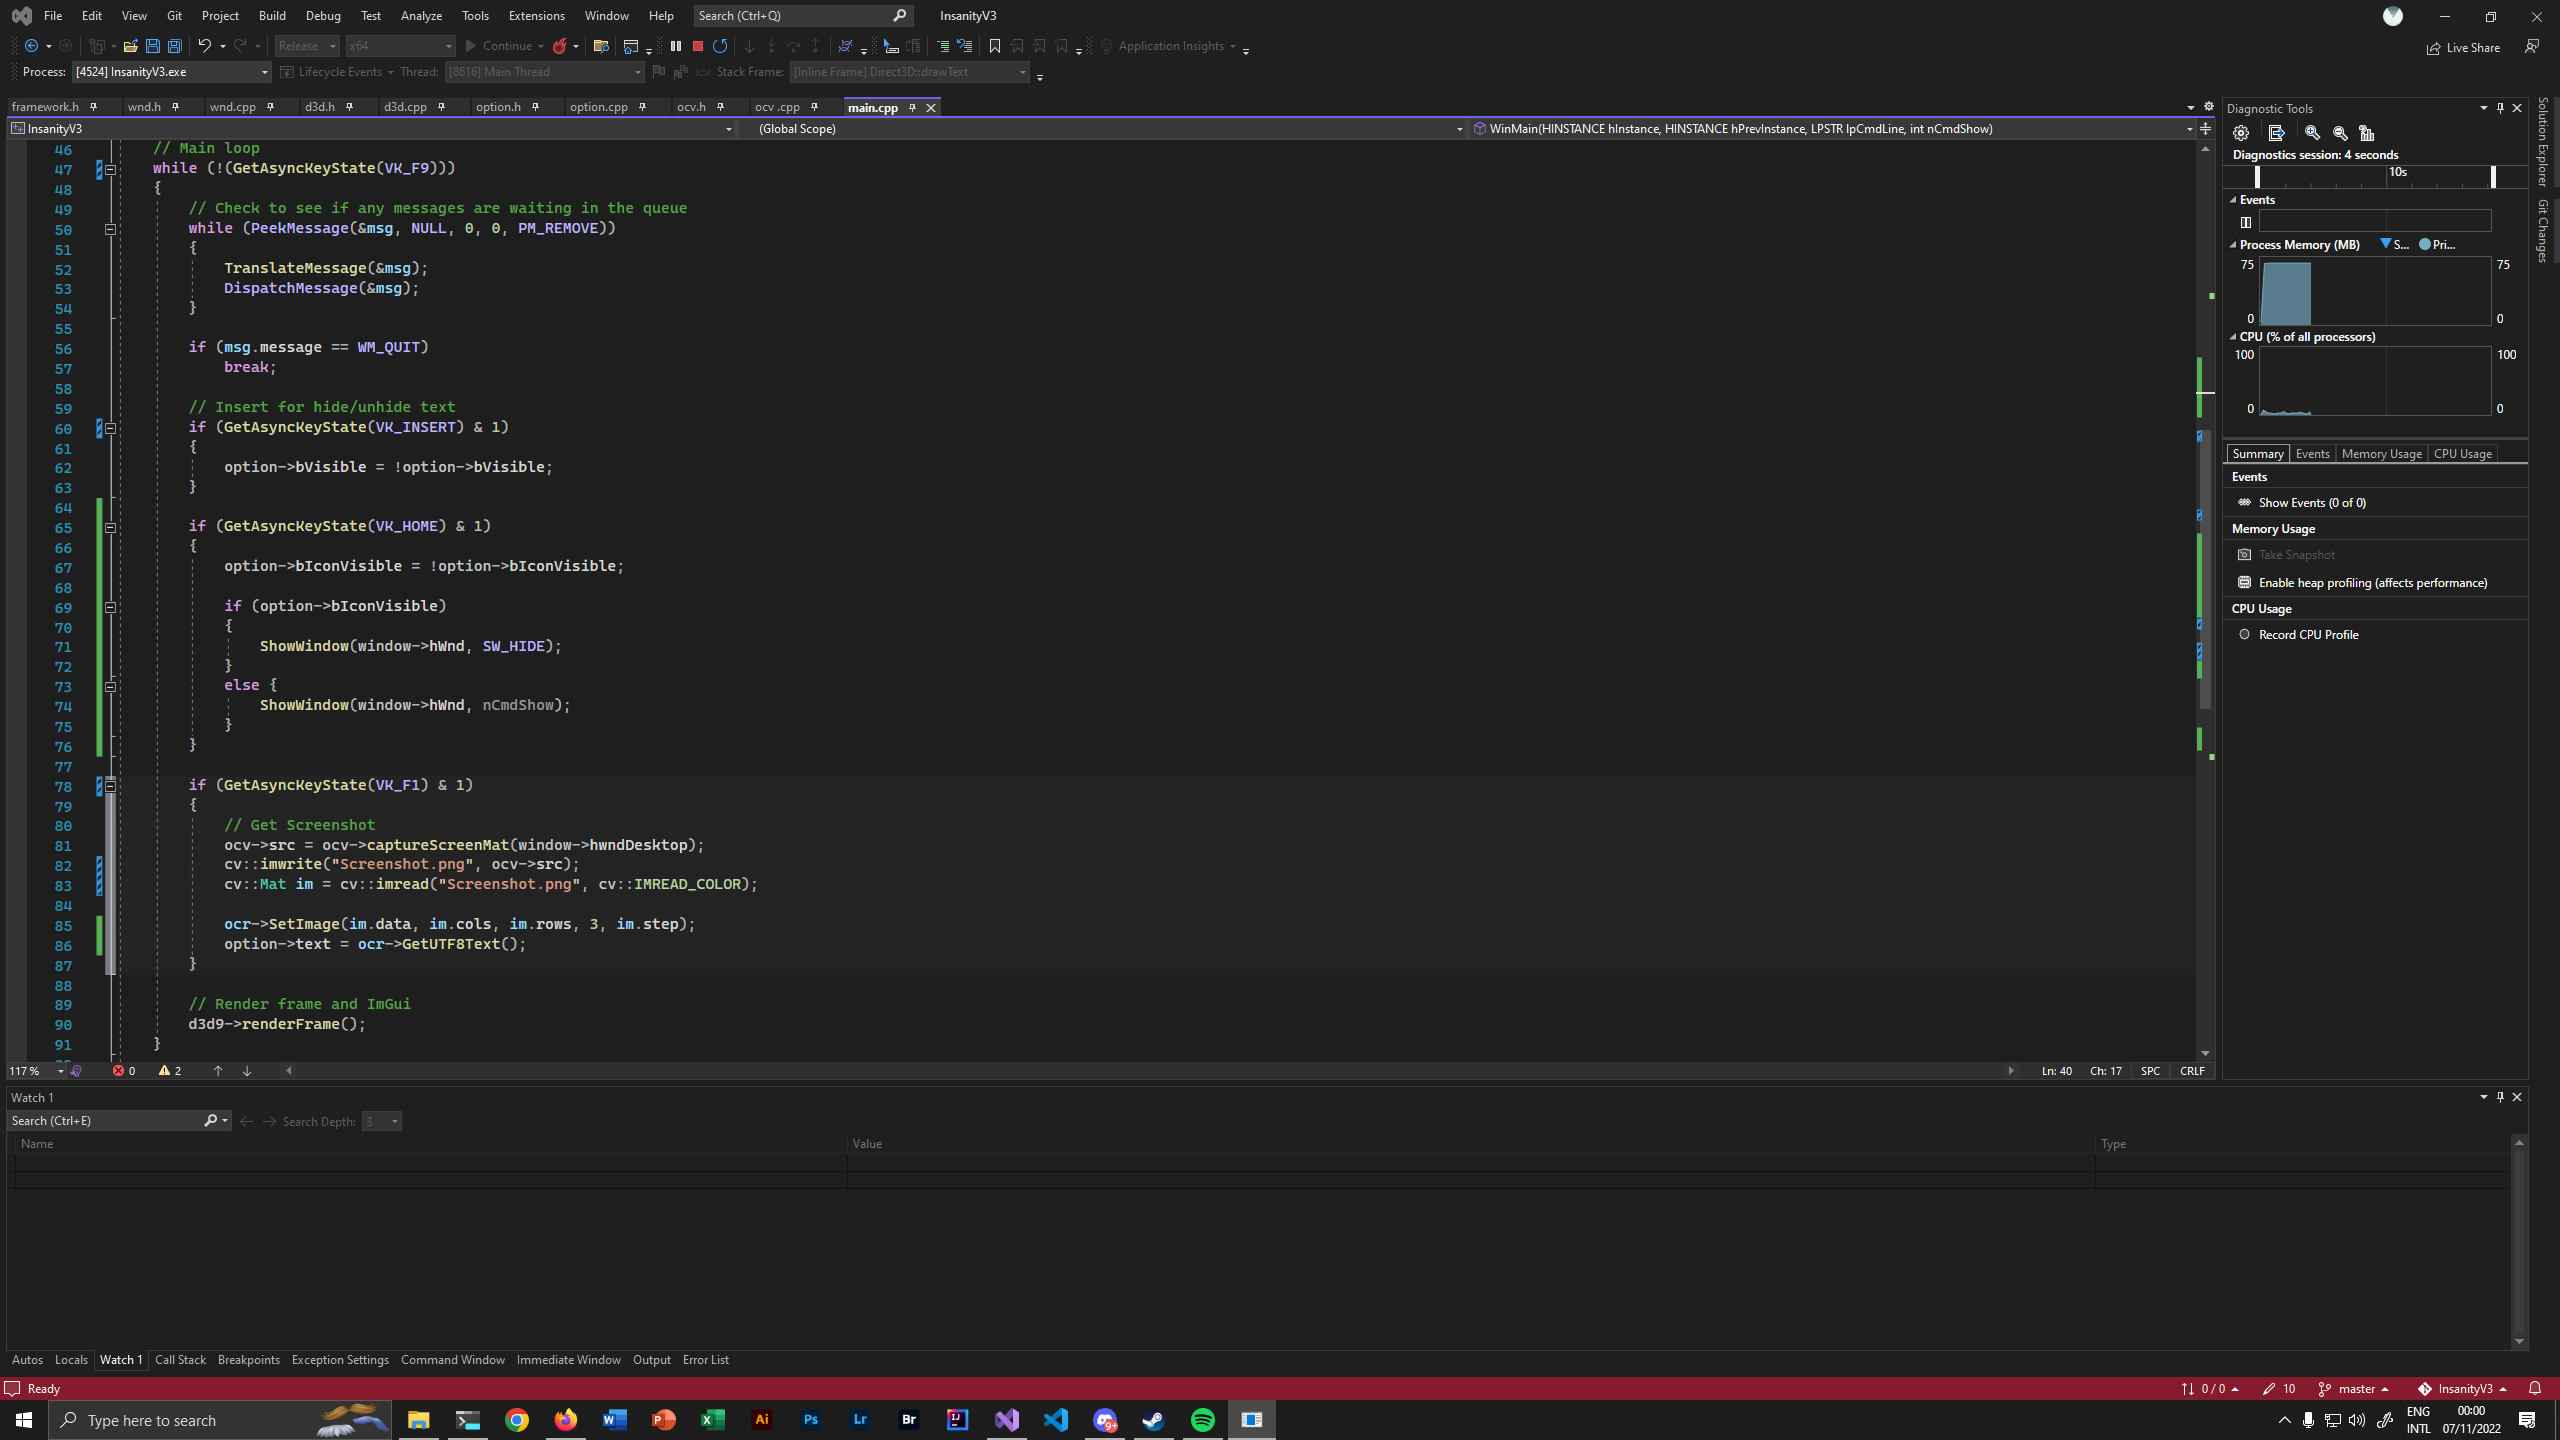 File Edit View Git Project Build Debug Test Analyze Tools Extensions Window Help Search (Ctrl+Q) InsanityV3
Release x64 Continue Application Insights Live Share
Process: [4524] InsanityV3.exe Lifecycle Events Thread: [8616] Main Thread Stack Frame: [Inline Frame] Direct3D::drawText
framework.h wnd.h wnd.cpp d3d.h d3d.cpp option.h option.cpp ocv.h ocv .cpp main.cpp
InsanityV3 (Global Scope) WinMain(HINSTANCE hInstance, HINSTANCE hPrevInstance, LPSTR lpCmdLine, int nCmdShow)
46 // Main loop
47 while (!(GetAsyncKeyState(VK_F9)))
48 {
49 // Check to see if any messages are waiting in the queue
50 while (PeekMessage(&msg, NULL, 0, 0, PM_REMOVE))
51 {
52 TranslateMessage(&msg);
53 DispatchMessage(&msg);
54 }
55
56 if (msg.message == WM_QUIT)
57 break;
58
59 // Insert for hide/unhide text
60 if (GetAsyncKeyState(VK_INSERT) & 1)
61 {
62 option->bVisible = !option->bVisible;
63 }
64
65 if (GetAsyncKeyState(VK_HOME) & 1)
66 {
67 option->bIconVisible = !option->bIconVisible;
68
69 if (option->bIconVisible)
70 {
71 ShowWindow(window->hWnd, SW_HIDE);
72 }
73 else {
74 ShowWindow(window->hWnd, nCmdShow);
75 }
76 }
77
78 if (GetAsyncKeyState(VK_F1) & 1)
79 {
80 // Get Screenshot
81 ocv->src = ocv->captureScreenMat(window->hwndDesktop);
82 cv::imwrite("Screenshot.png", ocv->src);
83 cv::Mat im = cv::imread("Screenshot.png", cv::IMREAD_COLOR);
84
85 ocr->SetImage(im.data, im.cols, im.rows, 3, im.step);
86 option->text = ocr->GetUTF8Text();
87 }
88
89 // Render frame and ImGui
90 d3d9->renderFrame();
91 }
117 % 0 2 Ln: 40 Ch: 17 SPC CRLF
Diagnostic Tools
Diagnostics session: 4 seconds
10s
Events
Process Memory (MB) S... Pri...
75 75
0 0
CPU (% of all processors)
100 100
0 0
Summary Events Memory Usage CPU Usage
Events
Show Events (0 of 0)
Memory Usage
Take Snapshot
Enable heap profiling (affects performance)
CPU Usage
Record CPU Profile
Solution Explorer
Git Changes
Watch 1
Search (Ctrl+E) Search Depth: 3
Name Value Type
Autos Locals Watch 1 Call Stack Breakpoints Exception Settings Command Window Immediate Window Output Error List
Ready 0 / 0 10 master InsanityV3
Type here to search
Ai Ps Lr Br IJ 9+
ENG 00:00
INTL 07/11/2022